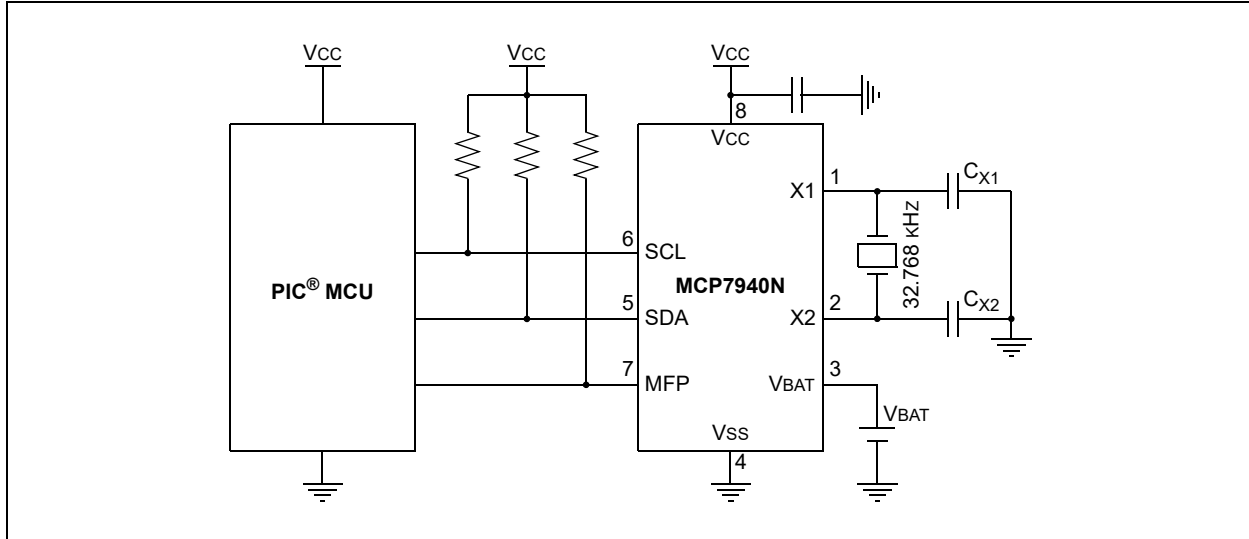 VCC
VCC
VCC
8
VCC
1
CX1
X1
32.768 KHZ
6
SCL
PIC® MCU
MCP7940N
5
SDA
2
CX2
X2
7
MFP
3
VBAT
VBAT
VSS
4